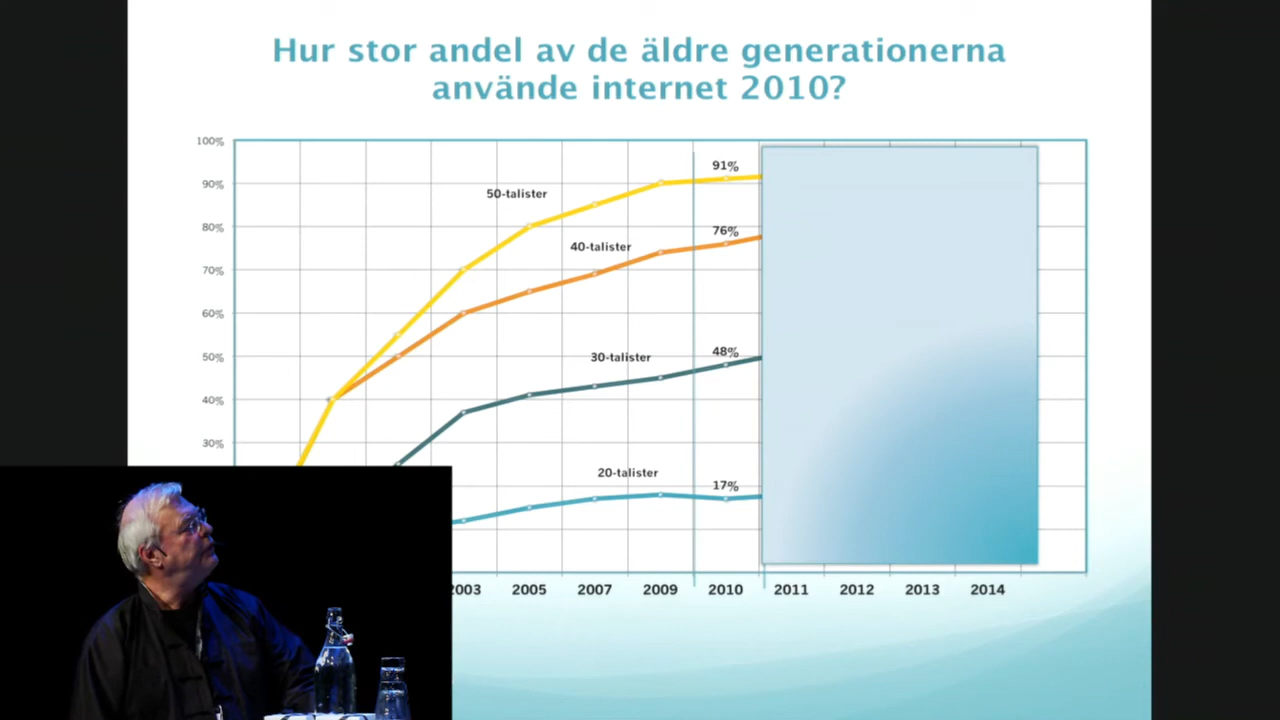 Hur stor andel av de äldre generationerna
använde internet 2010?
100%
90%
80%
70%
60%
50%
40%
30%
50-talister
40-talister
30-talister
20-talister
91%
76%
48%
17%
2003 2005 2007 2009 2010 2011 2012 2013 2014